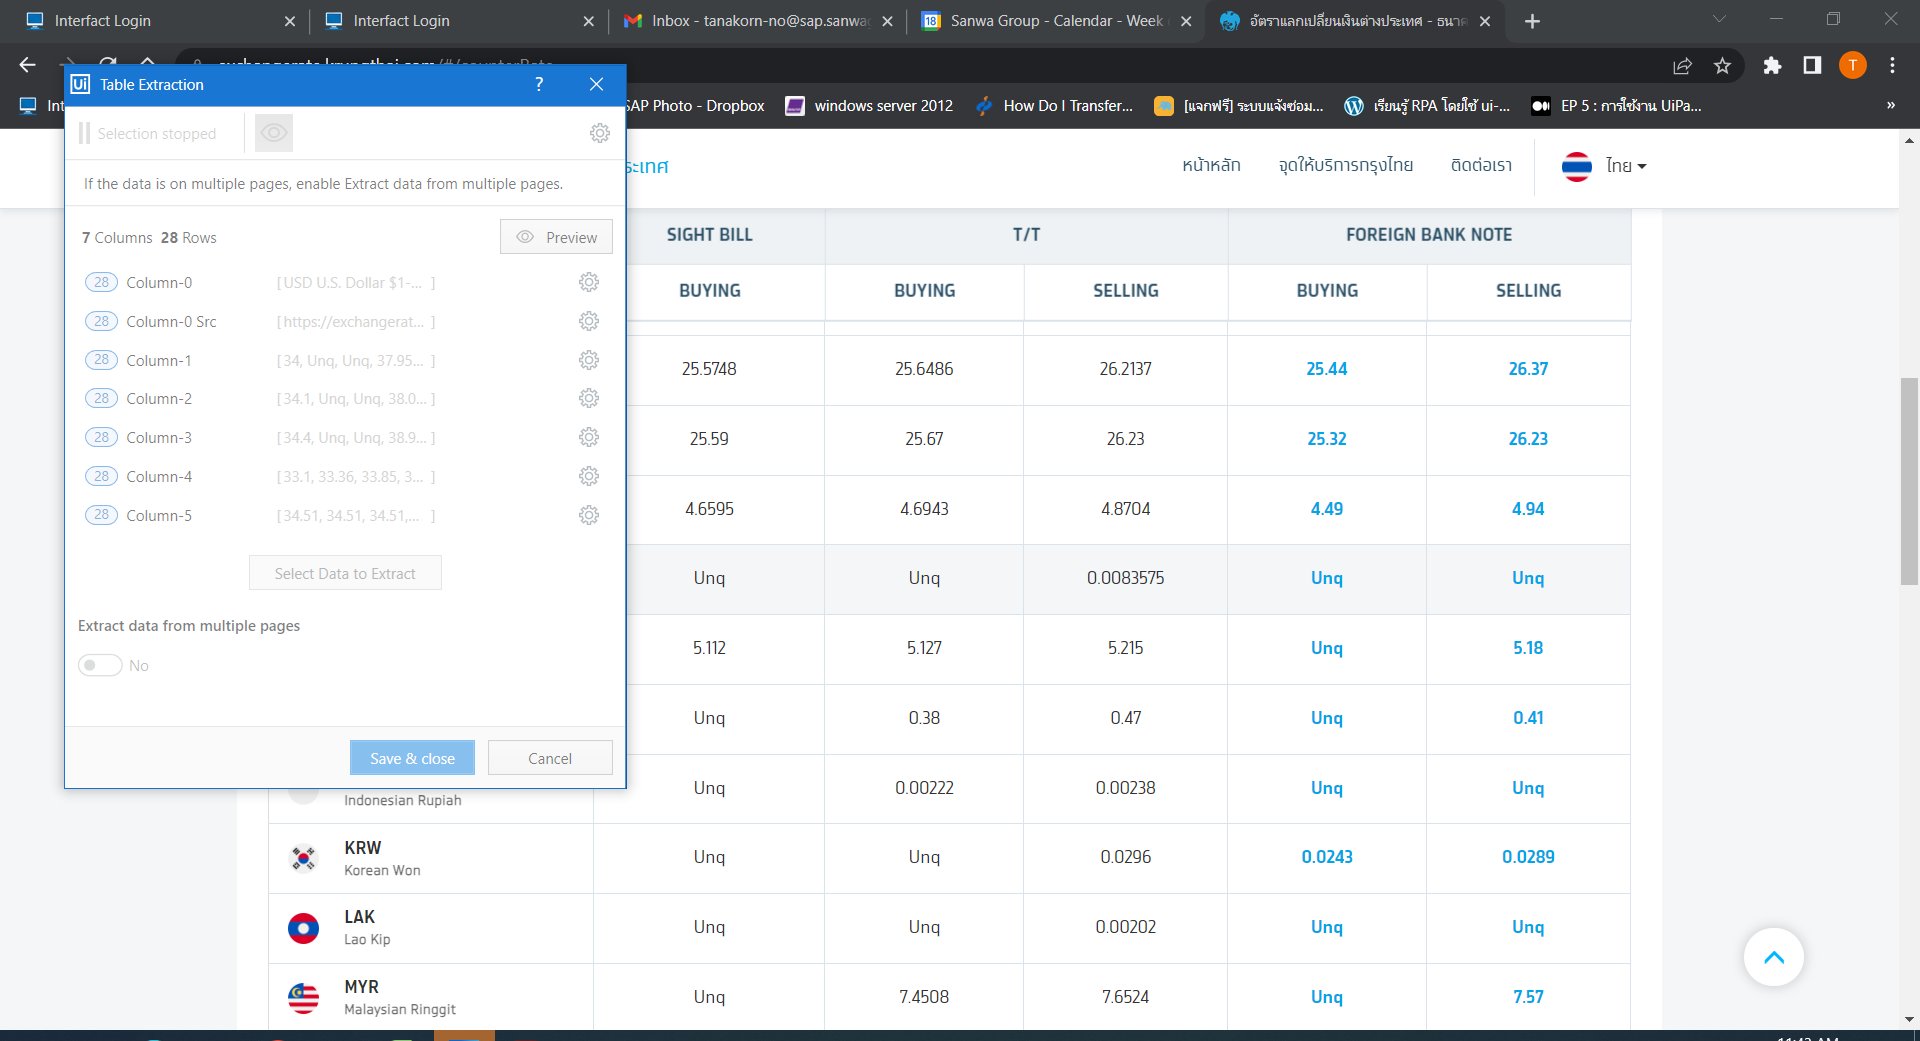 Interfact Login
Interfact Login
Inbox - tanakorn-no@sap.sanwa
Sanwa Group - Calendar - Week
อัตราแลกเปลี่ยนเงินต่างประเทศ - ธนาค
T
SAP Photo - Dropbox
windows server 2012
How Do I Transfer...
[แจกฟรี] ระบบแจ้งซ่อม...
เรียนรู้ RPA โดยใช้ ui-...
EP 5 : การใช้งาน UiPa...
»
Ui Table Extraction ?
Selection stopped
If the data is on multiple pages, enable Extract data from multiple pages.
7 Columns 28 Rows
Preview
28 Column-0 [ USD U.S. Dollar $1-... ]
28 Column-0 Src [ https://exchangerat... ]
28 Column-1 [ 34, Unq, Unq, 37.95... ]
28 Column-2 [ 34.1, Unq, Unq, 38.0... ]
28 Column-3 [ 34.4, Unq, Unq, 38.9... ]
28 Column-4 [ 33.1, 33.36, 33.85, 3... ]
28 Column-5 [ 34.51, 34.51, 34.51,... ]
Select Data to Extract
Extract data from multiple pages
No
Save & close
Cancel
ระเทศ
หน้าหลัก
จุดให้บริการกรุงไทย
ติดต่อเรา
ไทย
SIGHT BILL T/T FOREIGN BANK NOTE
BUYING BUYING SELLING BUYING SELLING
25.5748 25.6486 26.2137 25.44 26.37
25.59 25.67 26.23 25.32 26.23
4.6595 4.6943 4.8704 4.49 4.94
Unq Unq 0.0083575 Unq Unq
5.112 5.127 5.215 Unq 5.18
Unq 0.38 0.47 Unq 0.41
Indonesian Rupiah Unq 0.00222 0.00238 Unq Unq
KRW
Korean Won
Unq Unq 0.0296 0.0243 0.0289
LAK
Lao Kip
Unq Unq 0.00202 Unq Unq
MYR
Malaysian Ringgit
Unq 7.4508 7.6524 Unq 7.57